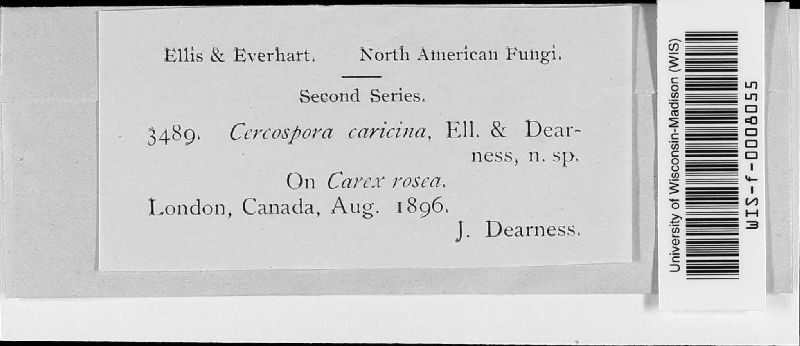 Ellis & Everhart. North American Fungi.
Second Series.
3489. Cercospora caricina, Ell. & Dear-
ness, n. sp.
On Carex rosea.
London, Canada, Aug. 1896.
J. Dearness.
University of Wisconsin-Madison (WIS)
WIS-f-0008055